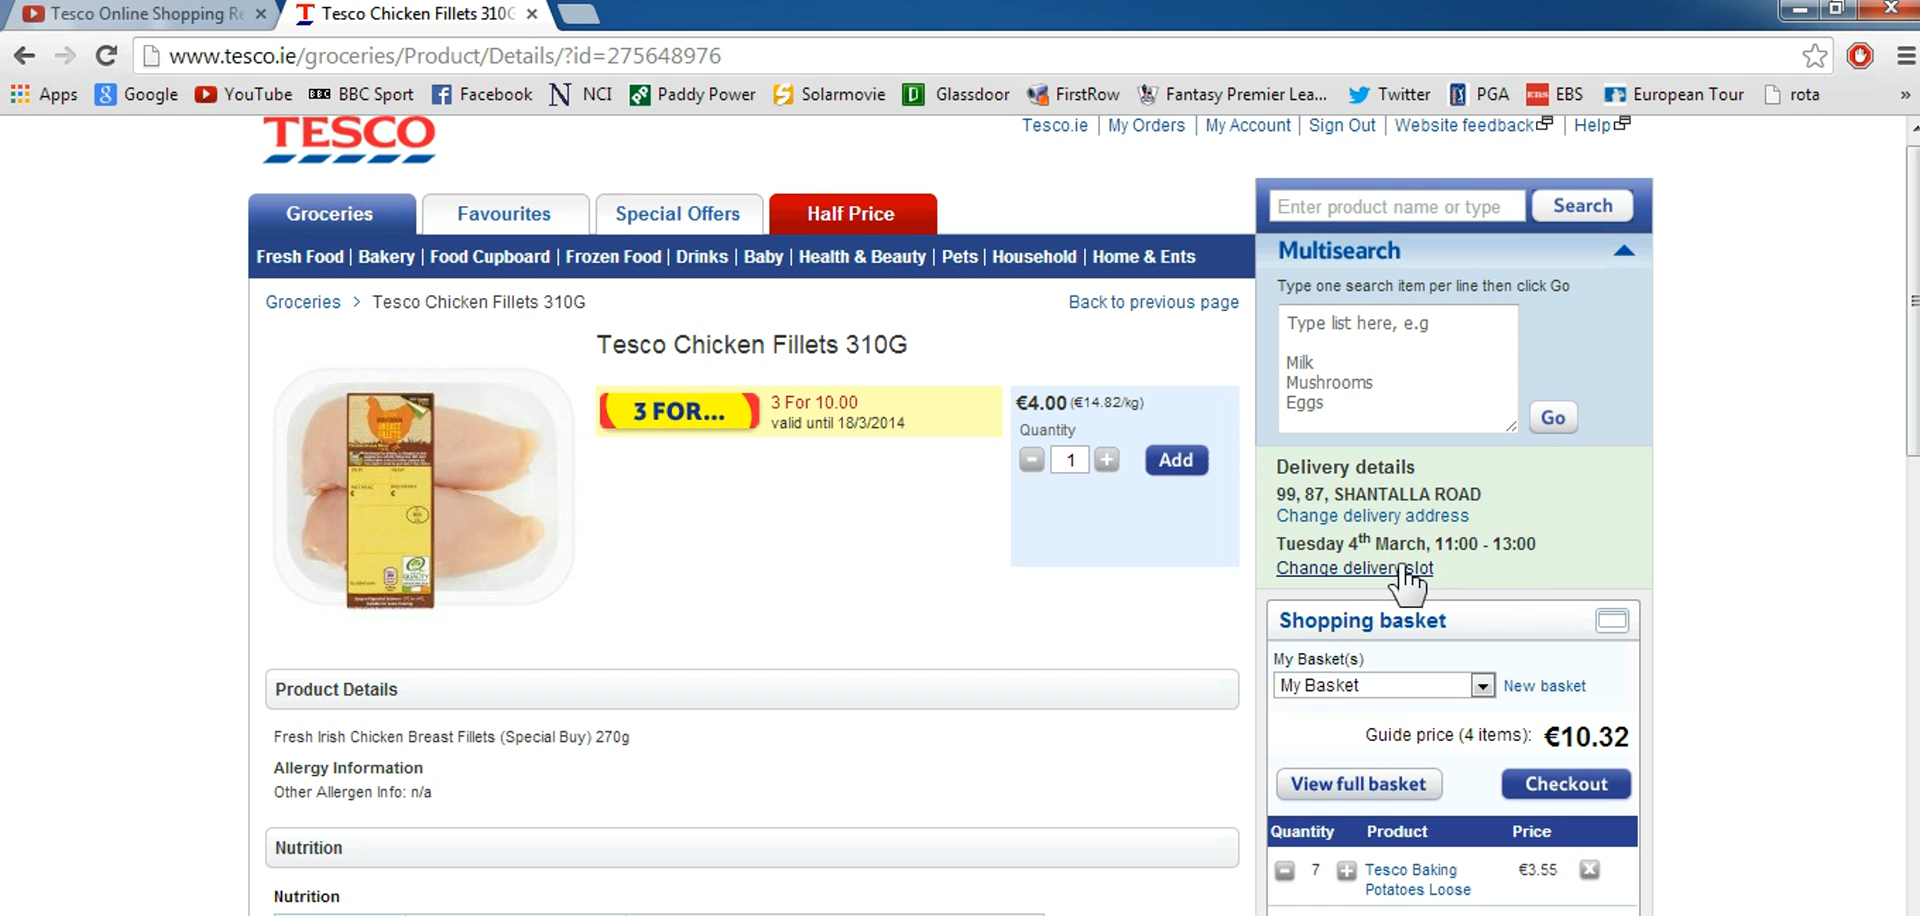 Tesco Online Shopping Re
Tesco Chicken Fillets 310G
www.tesco.ie/groceries/Product/Details/?id=275648976
Apps Google YouTube BBC Sport Facebook NCI Paddy Power Solarmovie Glassdoor FirstRow Fantasy Premier Lea... Twitter PGA EBS European Tour rota »
TESCO
Tesco.ie | My Orders | My Account | Sign Out | Website feedback | Help
Groceries Favourites Special Offers Half Price
Enter product name or type Search
Fresh Food | Bakery | Food Cupboard | Frozen Food | Drinks | Baby | Health & Beauty | Pets | Household | Home & Ents
Multisearch
Type one search item per line then click Go
Type list here, e.g
Milk
Mushrooms
Eggs
Go
Groceries > Tesco Chicken Fillets 310G Back to previous page
Tesco Chicken Fillets 310G
3 FOR...
3 For 10.00
valid until 18/3/2014
€4.00 (€14.82/kg)
Quantity
1 Add
Delivery details
99, 87, SHANTALLA ROAD
Change delivery address
Tuesday 4th March, 11:00 - 13:00
Change delivery slot
Shopping basket
My Basket(s)
My Basket New basket
Guide price (4 items): €10.32
View full basket Checkout
Quantity Product Price
7 Tesco Baking €3.55
Potatoes Loose
Product Details
Fresh Irish Chicken Breast Fillets (Special Buy) 270g
Allergy Information
Other Allergen Info: n/a
Nutrition
Nutrition